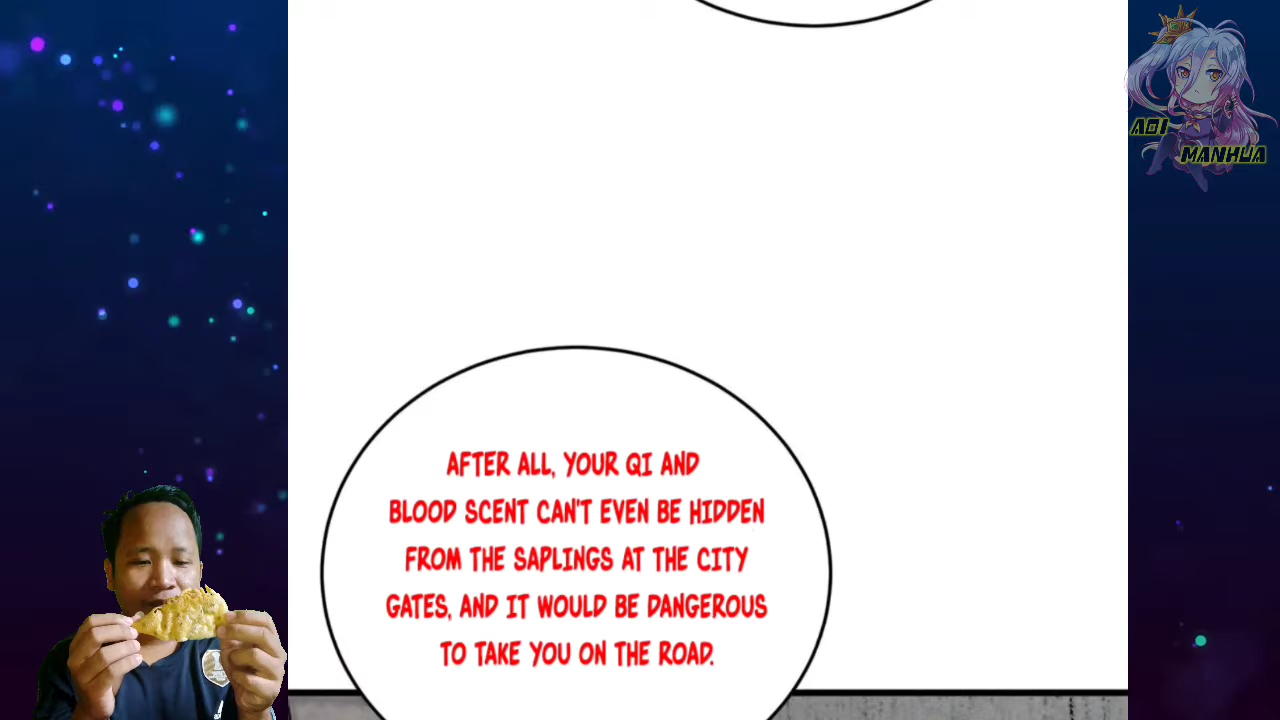 AOI
MANHUA
AFTER ALL, YOUR QI AND
BLOOD SCENT CAN'T EVEN BE HIDDEN
FROM THE SAPLINGS AT THE CITY
GATES, AND IT WOULD BE DANGEROUS
TO TAKE YOU ON THE ROAD.